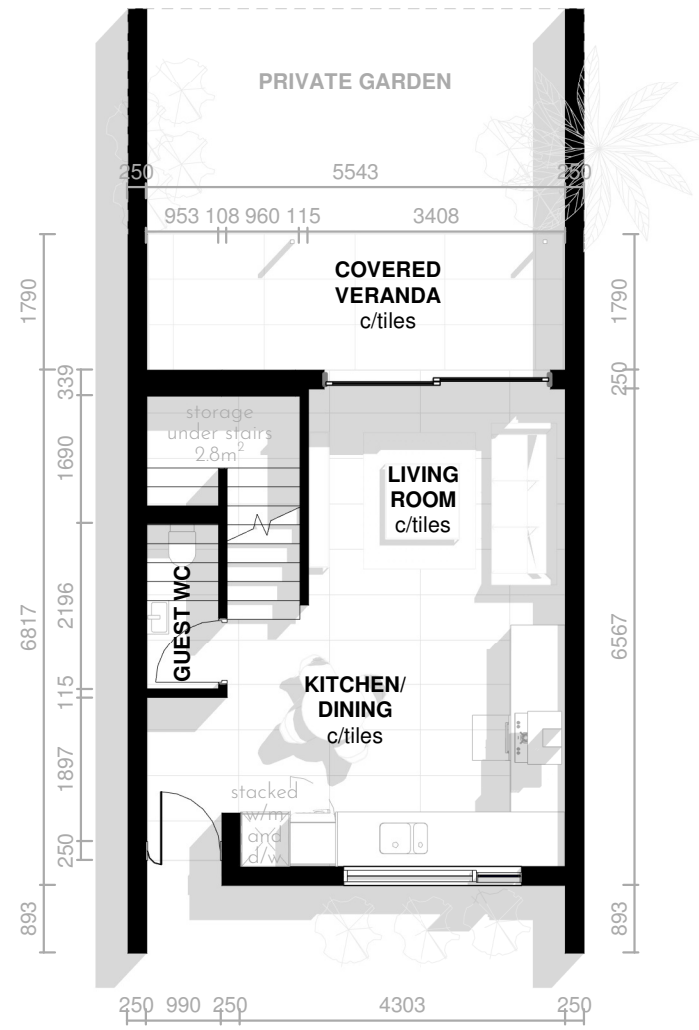 PRIVATE GARDEN
250 5543 250
953 108 960 115 3408
COVERED
VERANDA
c/tiles
1790
1790
339
250
storage
under stairs
2.8m²
1690
LIVING
ROOM
c/tiles
GUEST WC
2196
6817
6567
115
KITCHEN/
DINING
c/tiles
1897
stacked
w/m
and
d/w
250
893
893
250 990 250 4303 250